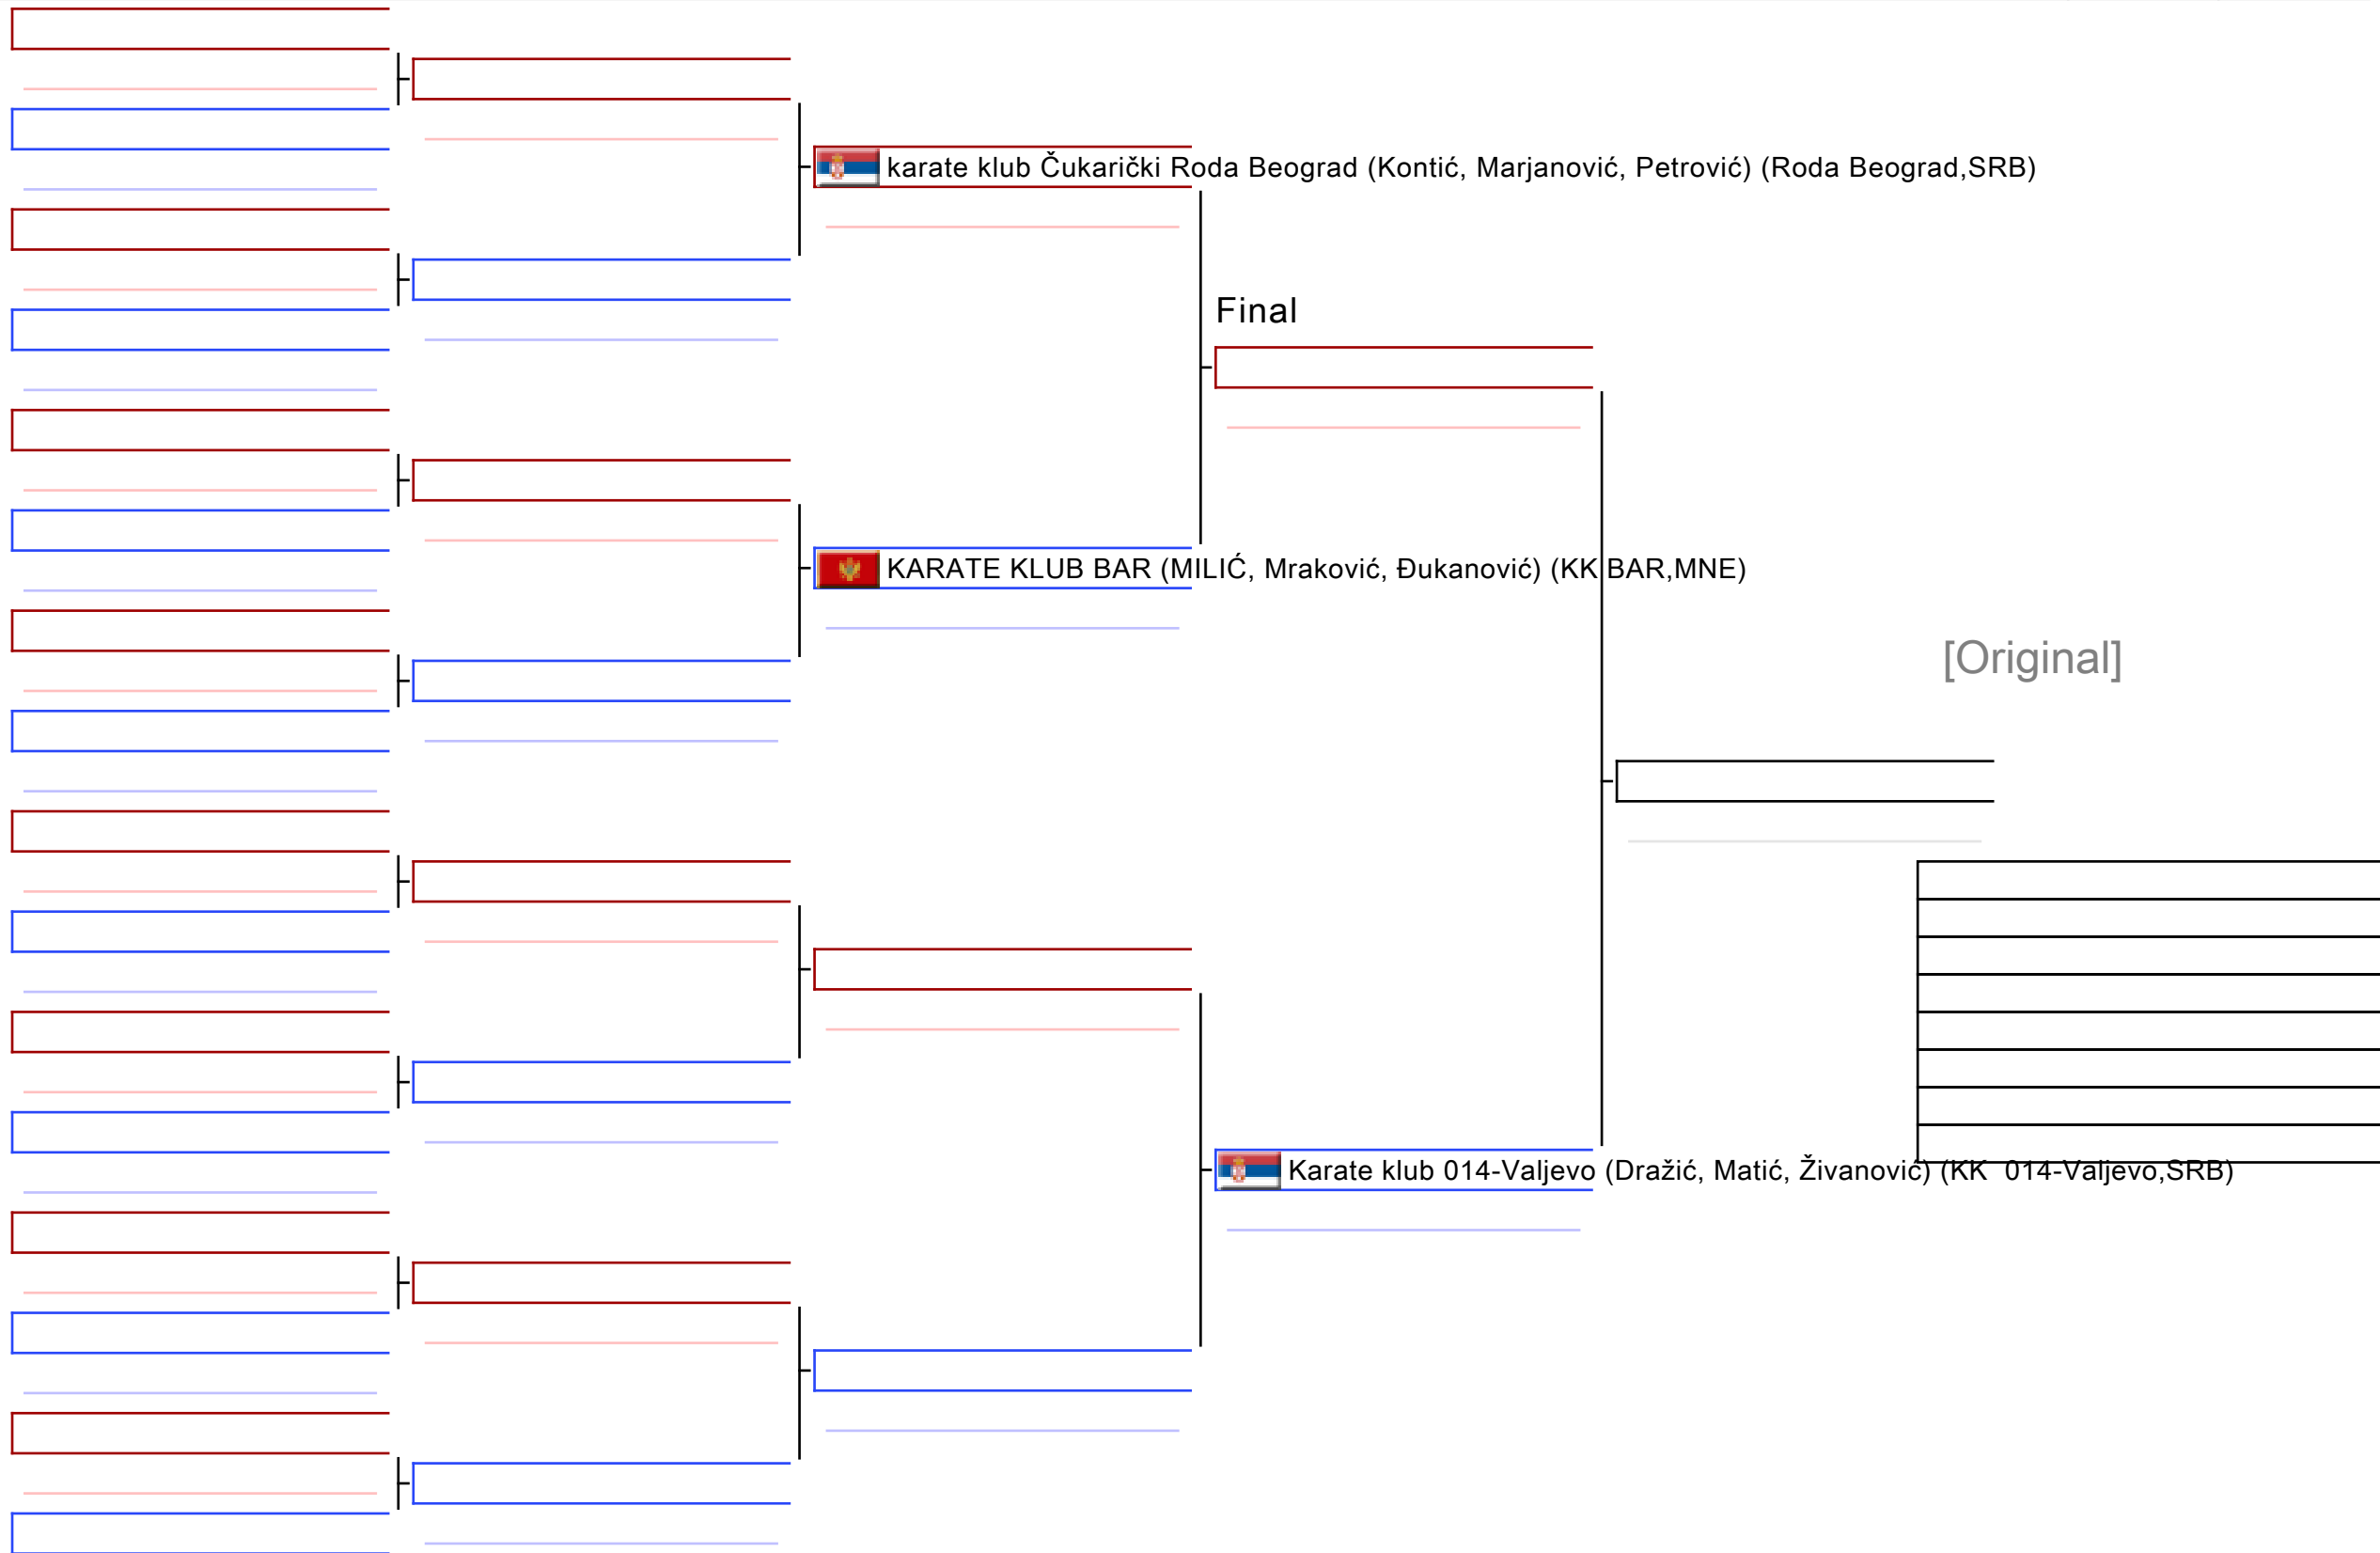 karate klub Čukarički Roda Beograd (Kontić, Marjanović, Petrović) (Roda Beograd,SRB)
Final
KARATE KLUB BAR (MILIĆ, Mraković, Đukanović) (KK BAR,MNE)
[Original]
Karate klub 014-Valjevo (Dražić, Matić, Živanović) (KK  014-Valjevo,SRB)